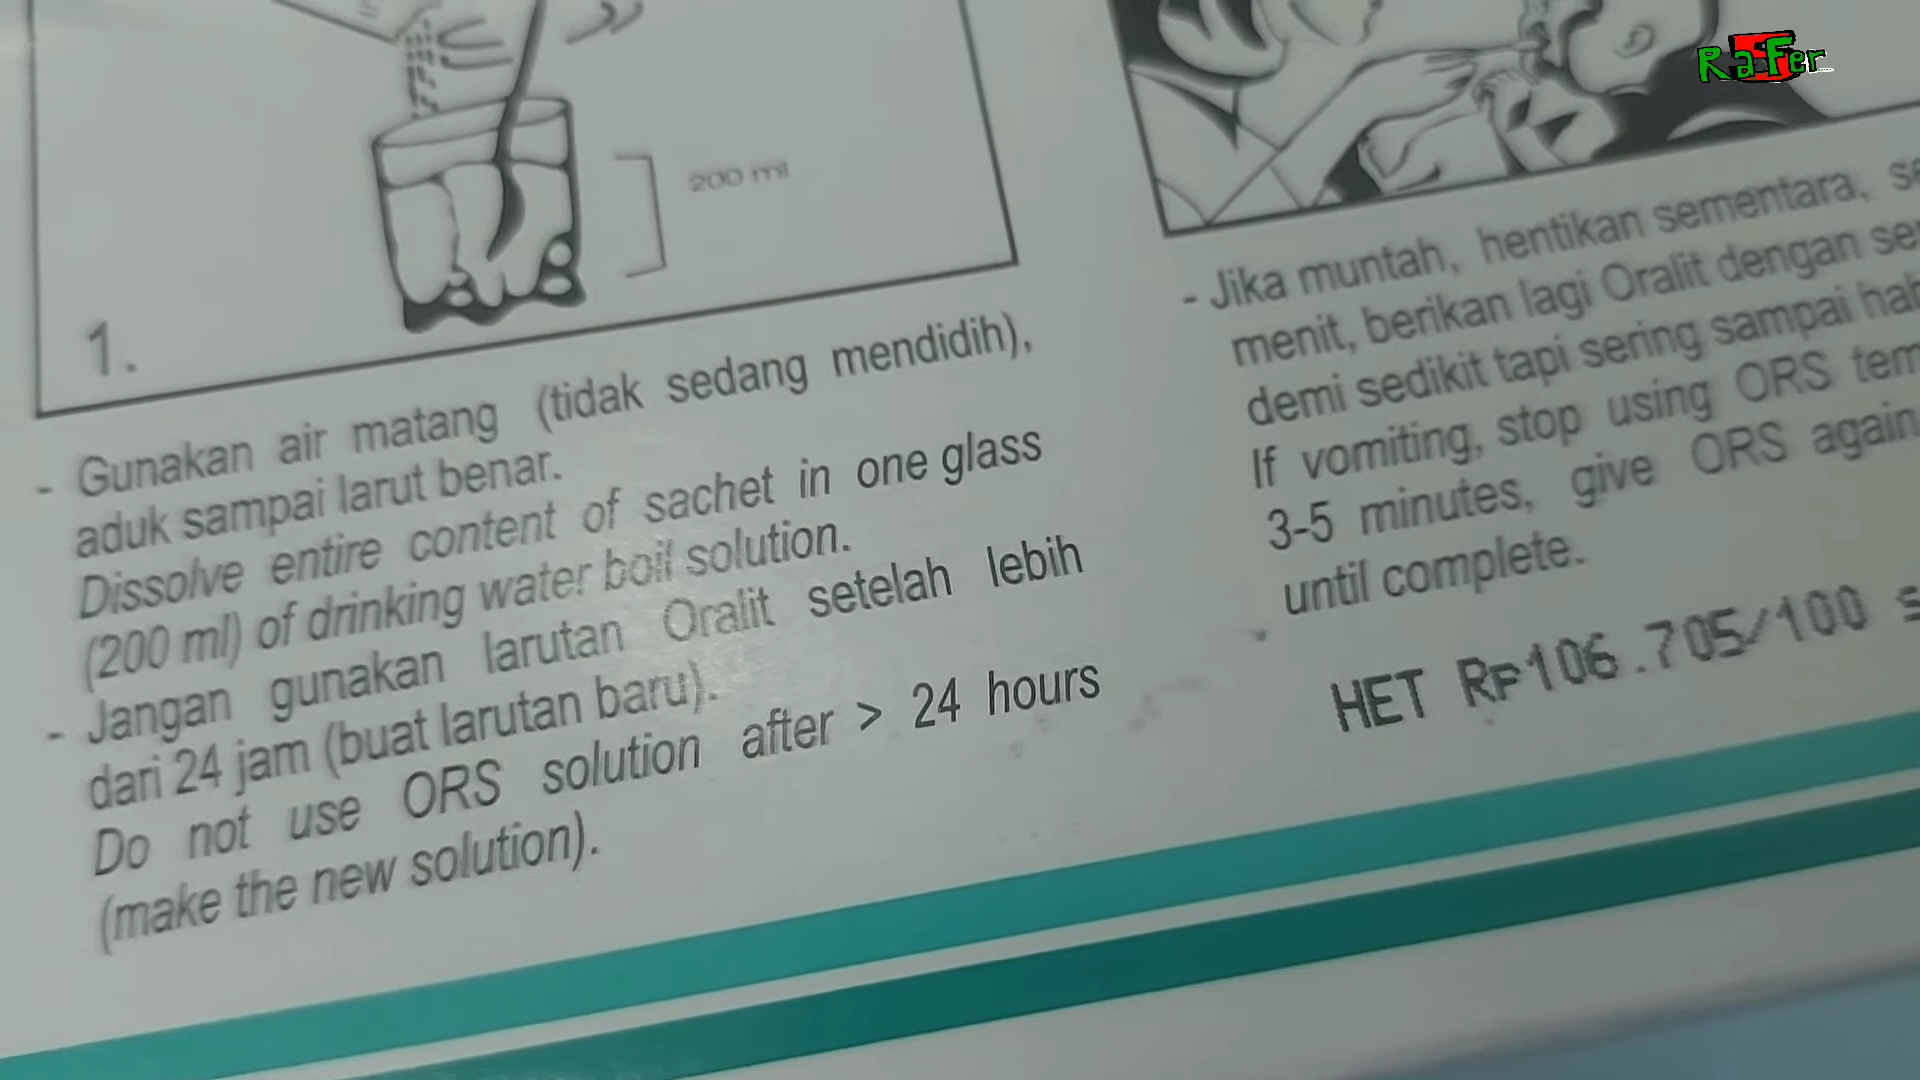 Ra5Fer
200 ml
1.
- Gunakan air matang (tidak sedang mendidih),
aduk sampai larut benar.
Dissolve entire content of sachet in one glass
(200 ml) of drinking water boil solution.
- Jangan gunakan larutan Oralit setelah lebih
dari 24 jam (buat larutan baru).
Do not use ORS solution after > 24 hours
(make the new solution).
- Jika muntah, hentikan sementara,
menit, berikan lagi Oralit dengan
demi sedikit tapi sering sampai
If vomiting, stop using ORS
3-5 minutes, give ORS again
until complete.
HET Rp106.705/100